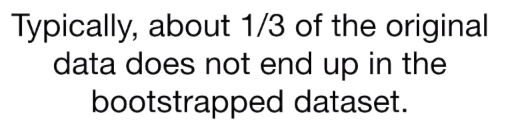 Typically, about 1/3 of the original
data does not end up in the
bootstrapped dataset.